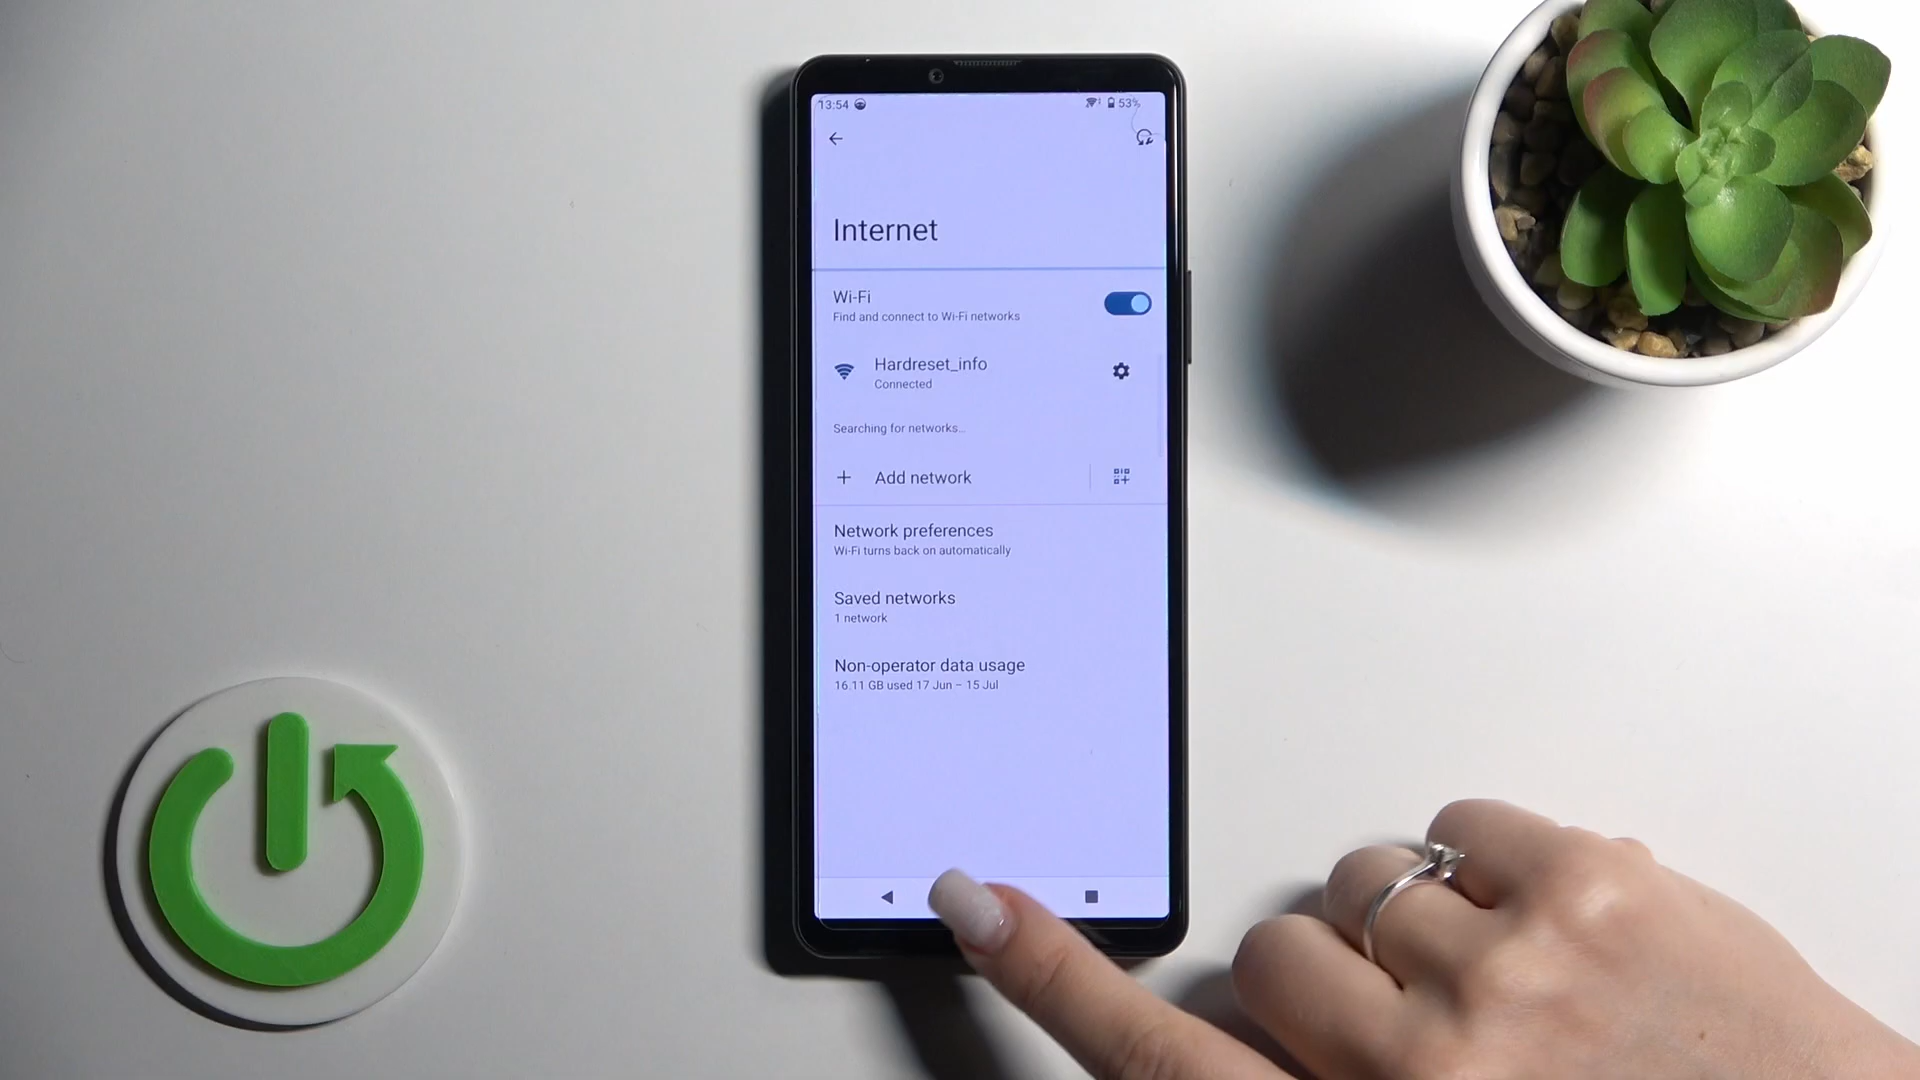 13:54
53%
Internet
Wi-Fi
Find and connect to Wi-Fi networks
Hardreset_info
Connected
Searching for networks…
Add network
Network preferences
Wi-Fi turns back on automatically
Saved networks
1 network
Non-operator data usage
16.11 GB used 17 Jun – 15 Jul